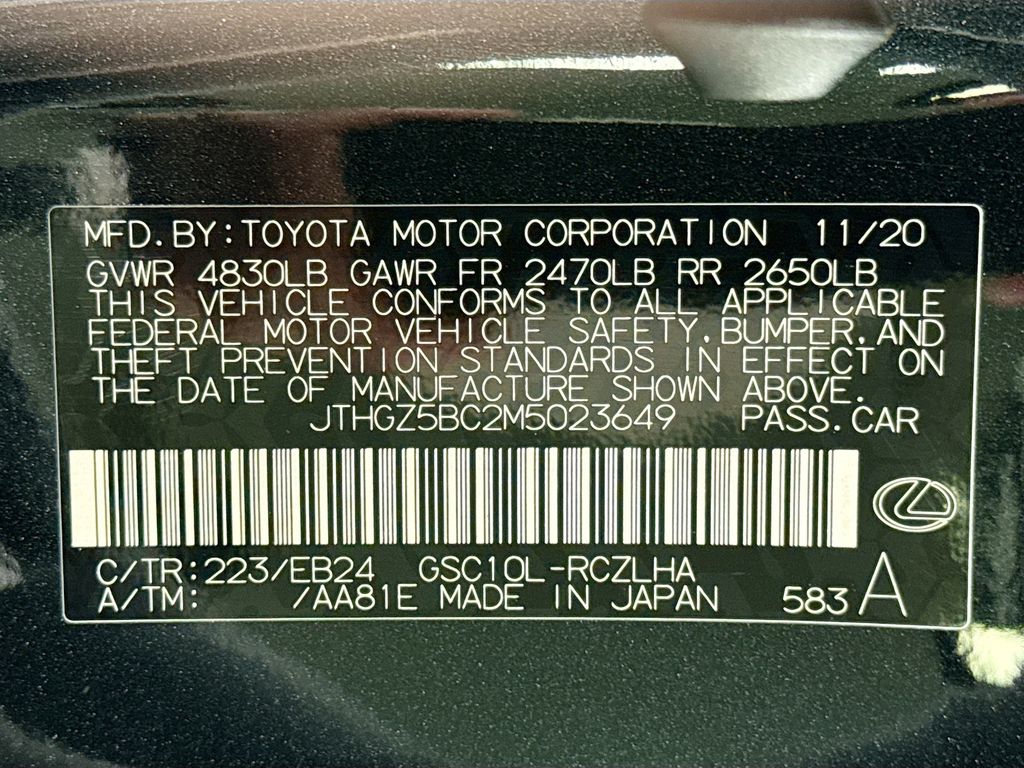 MFD.BY:TOYOTA MOTOR CORPORATION 11/20
GVWR 4830LB GAWR FR 2470LB RR 2650LB
THIS VEHICLE CONFORMS TO ALL APPLICABLE
FEDERAL MOTOR VEHICLE SAFETY,BUMPER,AND
THEFT PREVENTION STANDARDS IN EFFECT ON
THE DATE OF MANUFACTURE SHOWN ABOVE.
JTHGZ5BC2M5023649 PASS.CAR
C/TR:223/EB24 GSC10L-RCZLHA
A/TM: /AA81E MADE IN JAPAN 583 A